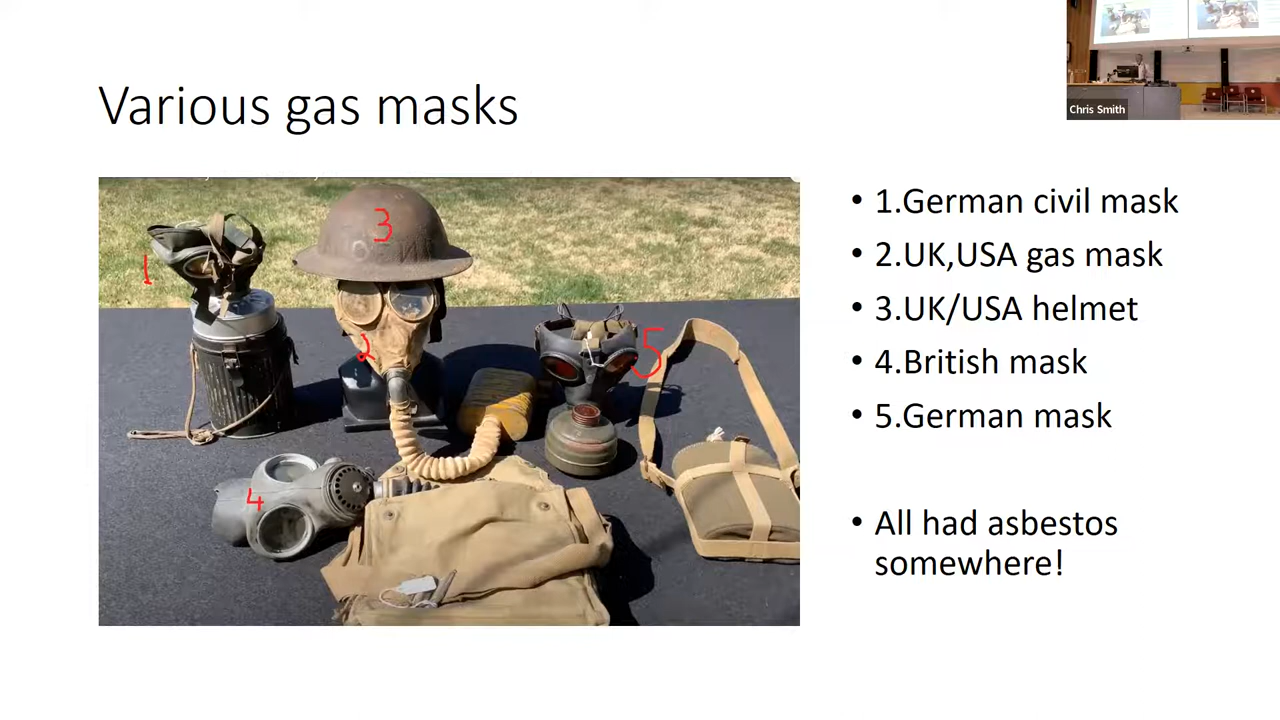 Various gas masks
Chris Smith
1
3
2
5
4
• 1.German civil mask
• 2.UK,USA gas mask
• 3.UK/USA helmet
• 4.British mask
• 5.German mask
• All had asbestos
somewhere!